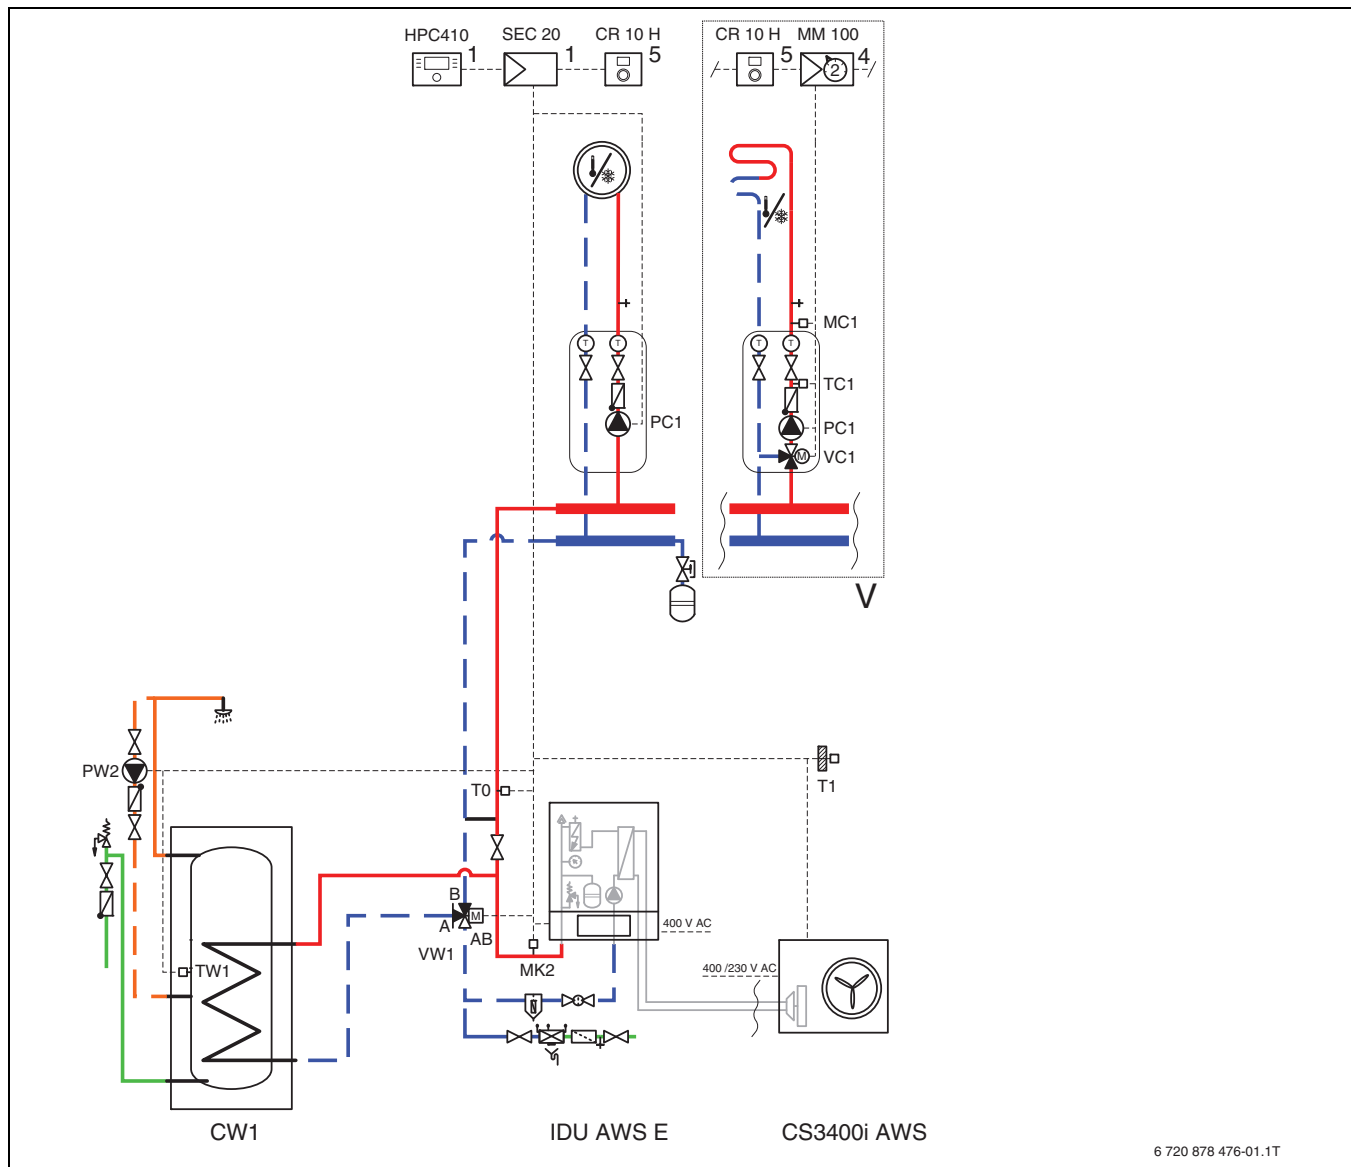 HPC410 SEC 20 CR 10 H CR 10 H MM 100
1 1 5 5 2 4
MC1
T T T T
TC1
PC1 PC1
VC1 M
V
PW2
T0 T1
B
A M
AB 400 V AC
VW1
MK2 400 /230 V AC
TW1
CW1 IDU AWS E CS3400i AWS
6 720 878 476-01.1T